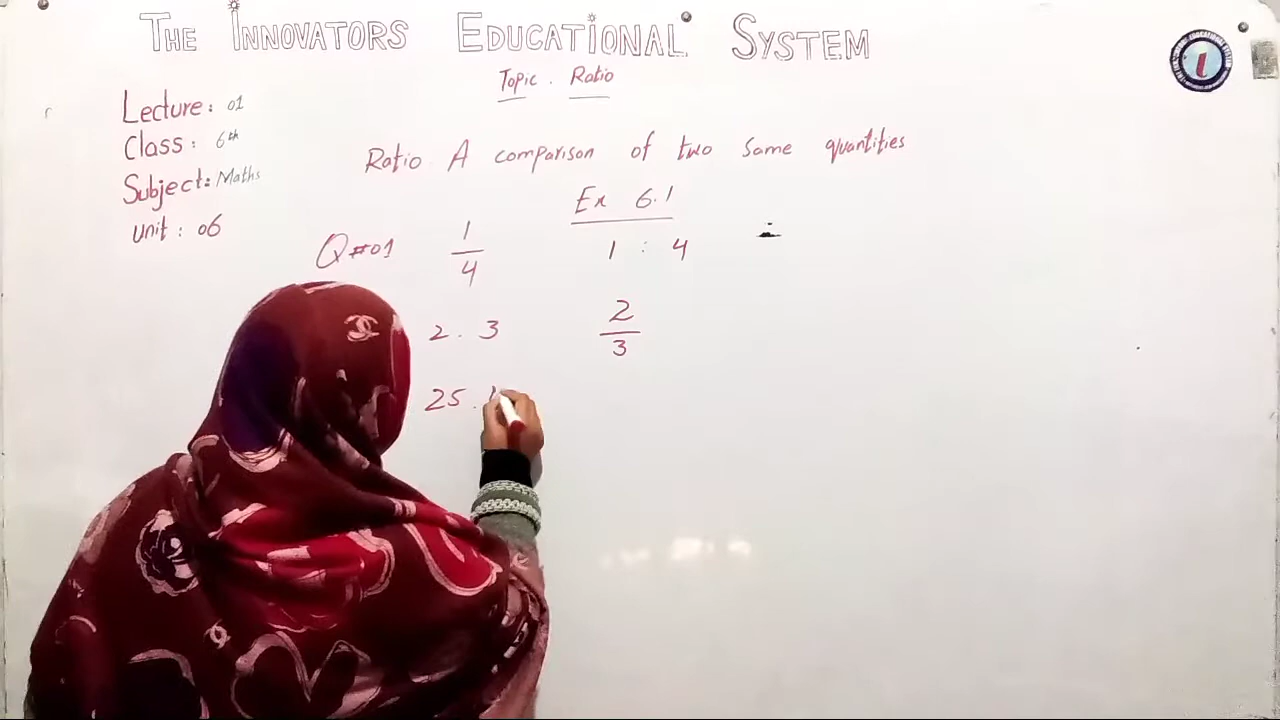 THE INNOVATORS EDUCATIONAL SYSTEM
Topic . Ratio
Lecture: 01
Class: 6th
Subject: Maths
unit: 06
Ratio. A comparison of two same quantities
Ex 6.1
Q#01 1/4 1 : 4
2 . 3 2/3
25 .